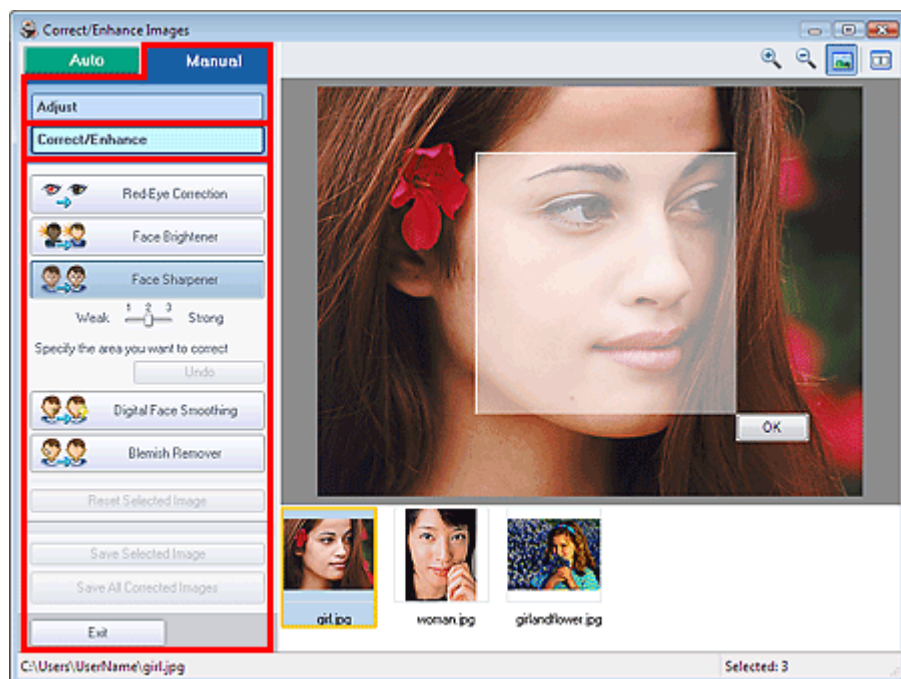 Correct/Enhance Images
Auto
Manual
Adjust
Correct/Enhance
Red-Eye Correction
Face Brightener
Face Sharpener
1 2 3
Weak Strong
Specify the area you want to correct
Undo
Digital Face Smoothing
Blemish Remover
Reset Selected Image
Save Selected Image
Save All Corrected Images
Exit
OK
girl.jpg
woman.jpg
girlandflower.jpg
C:\Users\UserName\girl.jpg
Selected: 3